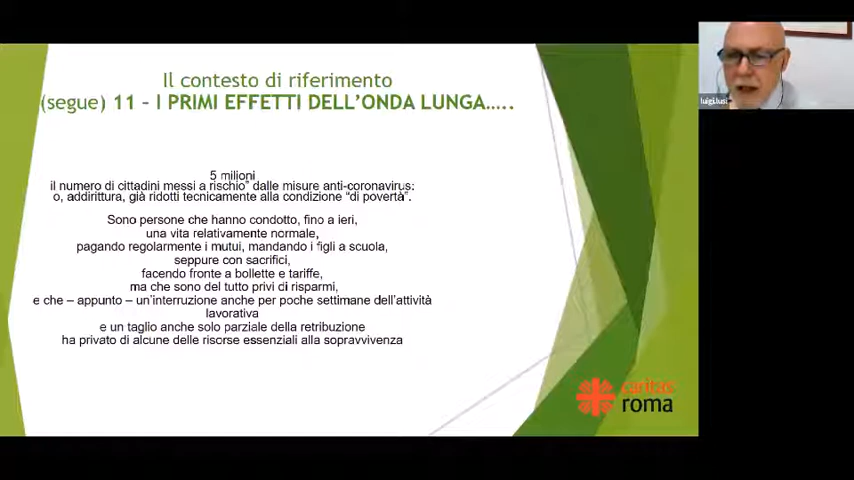 Il contesto di riferimento
(segue) 11 – I PRIMI EFFETTI DELL'ONDA LUNGA…..
5 milioni
il numero di cittadini messi a rischio" dalle misure anti-coronavirus:
o, addirittura, già ridotti tecnicamente alla condizione "di povertà".
Sono persone che hanno condotto, fino a ieri,
una vita relativamente normale,
pagando regolarmente i mutui, mandando i figli a scuola,
seppure con sacrifici,
facendo fronte a bollette e tariffe,
ma che sono del tutto privi di risparmi,
e che – appunto – un'interruzione anche per poche settimane dell'attività
lavorativa
e un taglio anche solo parziale della retribuzione
ha privato di alcune delle risorse essenziali alla sopravvivenza
caritas
roma
luigi.lusi